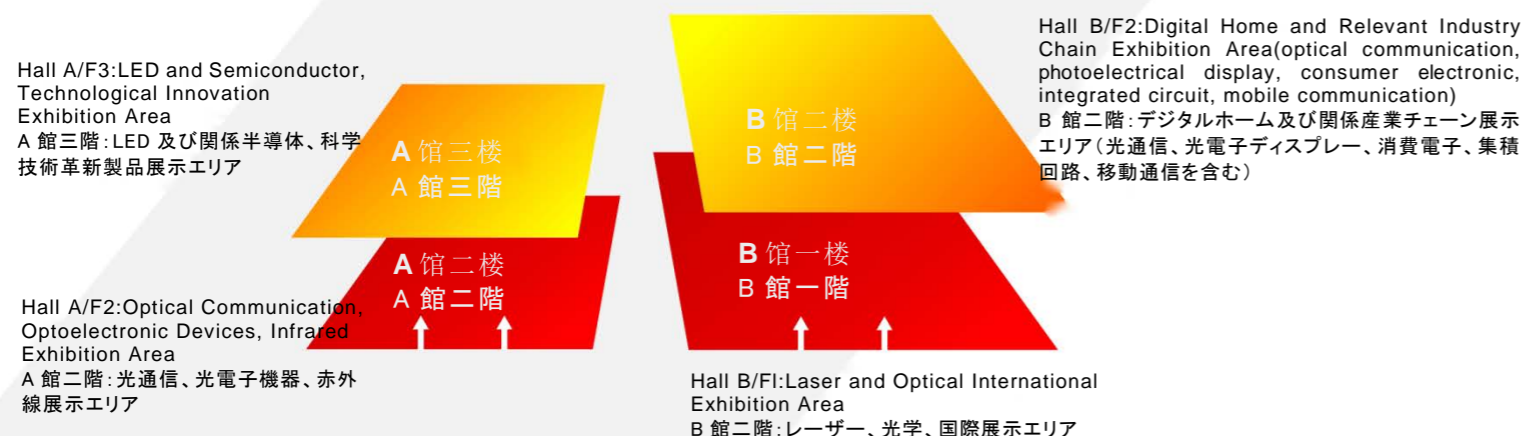 Hall A/F3:LED and Semiconductor,
Technological Innovation
Exhibition Area
A 館三階:LED 及び関係半導体、科学
技術革新製品展示エリア
A 馆三楼
A 館三階
A 馆二楼
A 館二階
Hall A/F2:Optical Communication,
Optoelectronic Devices, Infrared
Exhibition Area
A 館二階:光通信、光電子機器、赤外
線展示エリア
B 馆二楼
B 館二階
B 馆一楼
B 館一階
Hall B/F2:Digital Home and Relevant Industry
Chain Exhibition Area(optical communication,
photoelectrical display, consumer electronic,
integrated circuit, mobile communication)
B 館二階:デジタルホーム及び関係産業チェーン展示
エリア(光通信、光電子ディスプレー、消費電子、集積
回路、移動通信を含む)
Hall B/Fl:Laser and Optical International
Exhibition Area
B 館二階:レーザー、光学、国際展示エリア